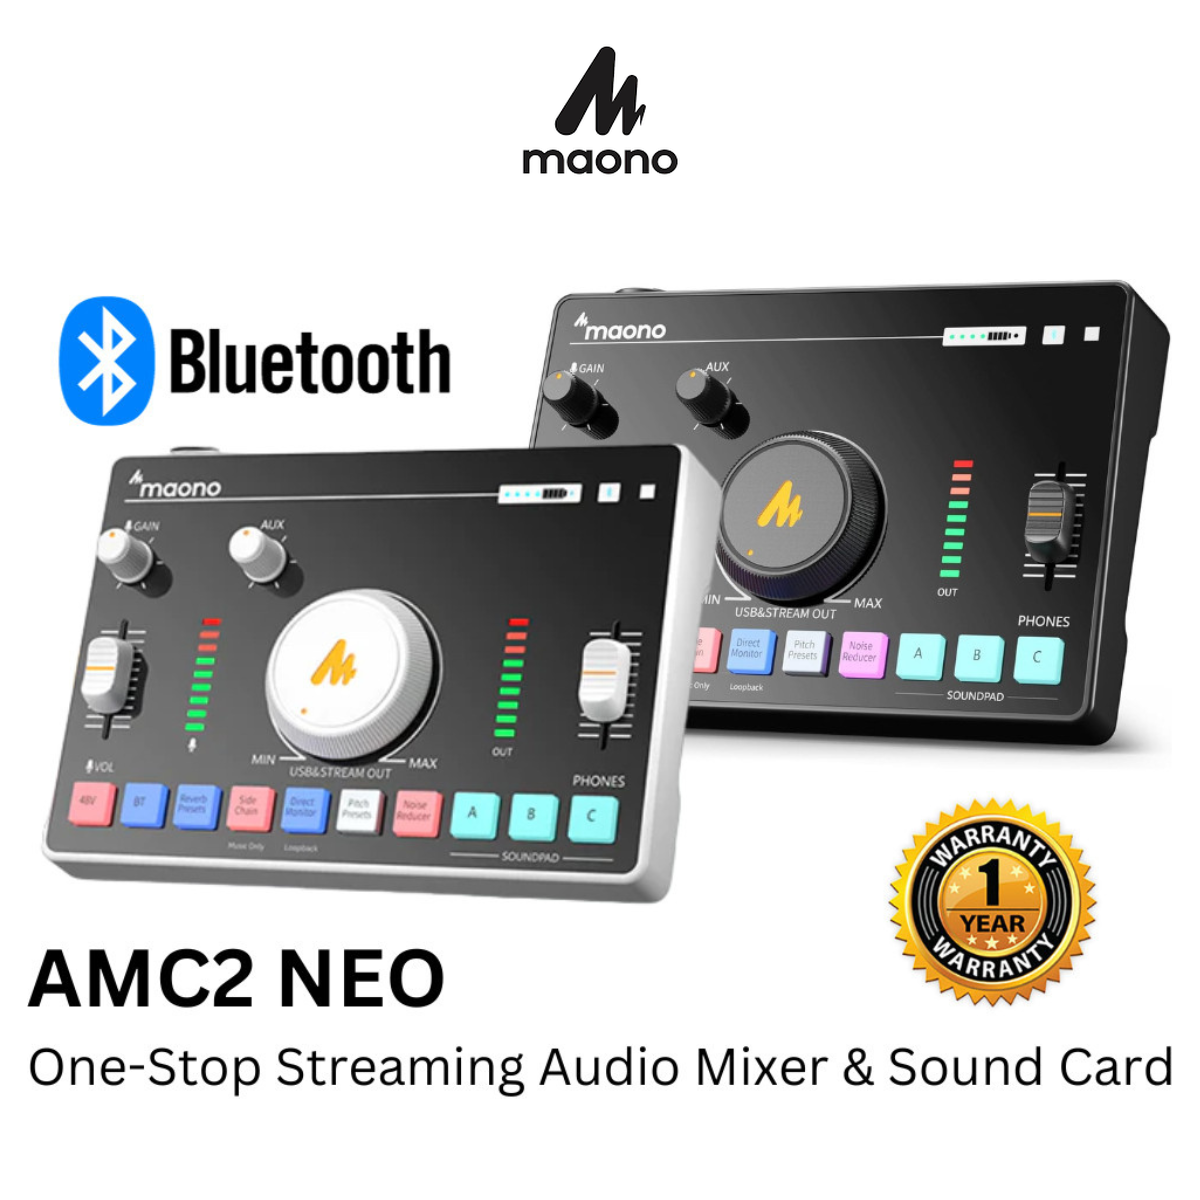 maono
Bluetooth
maono
GAIN
AUX
OUT
MIN
MAX
USB&STREAM OUT
PHONES
Direct
Monitor
Pitch
Presets
Noise
Reducer
A
B
C
Loopback
SOUNDPAD
maono
GAIN
AUX
VOL
MIN
MAX
USB&STREAM OUT
OUT
PHONES
48V
BT
Reverb
Presets
Side
Chain
Direct
Monitor
Pitch
Presets
Noise
Reducer
A
B
C
Music Only
Loopback
SOUNDPAD
WARRANTY
1
YEAR
WARRANTY
AMC2 NEO
One-Stop Streaming Audio Mixer & Sound Card